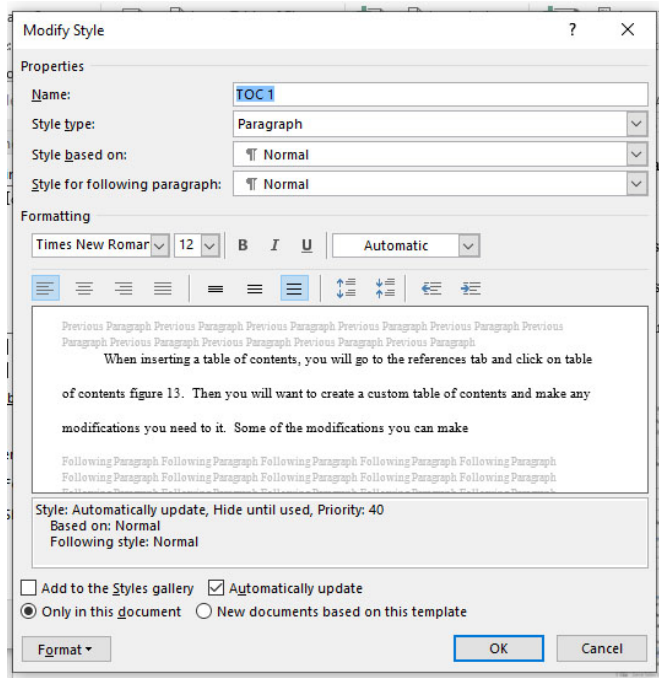 Modify Style
?
Properties
Name:
TOC 1
Style type:
Paragraph
Style based on:
¶ Normal
Style for following paragraph:
¶ Normal
Formatting
Times New Romar 12 B I U Automatic
Previous Paragraph Previous Paragraph Previous Paragraph Previous Paragraph Previous Paragraph Previous
Paragraph Previous Paragraph Previous Paragraph Previous Paragraph Previous Paragraph
When inserting a table of contents, you will go to the references tab and click on table
of contents figure 13. Then you will want to create a custom table of contents and make any
modifications you need to it. Some of the modifications you can make
Following Paragraph Following Paragraph Following Paragraph Following Paragraph Following Paragraph
Following Paragraph Following Paragraph Following Paragraph Following Paragraph Following Paragraph
Style: Automatically update, Hide until used, Priority: 40
Based on: Normal
Following style: Normal
Add to the Styles gallery
Automatically update
Only in this document
New documents based on this template
Format
OK
Cancel